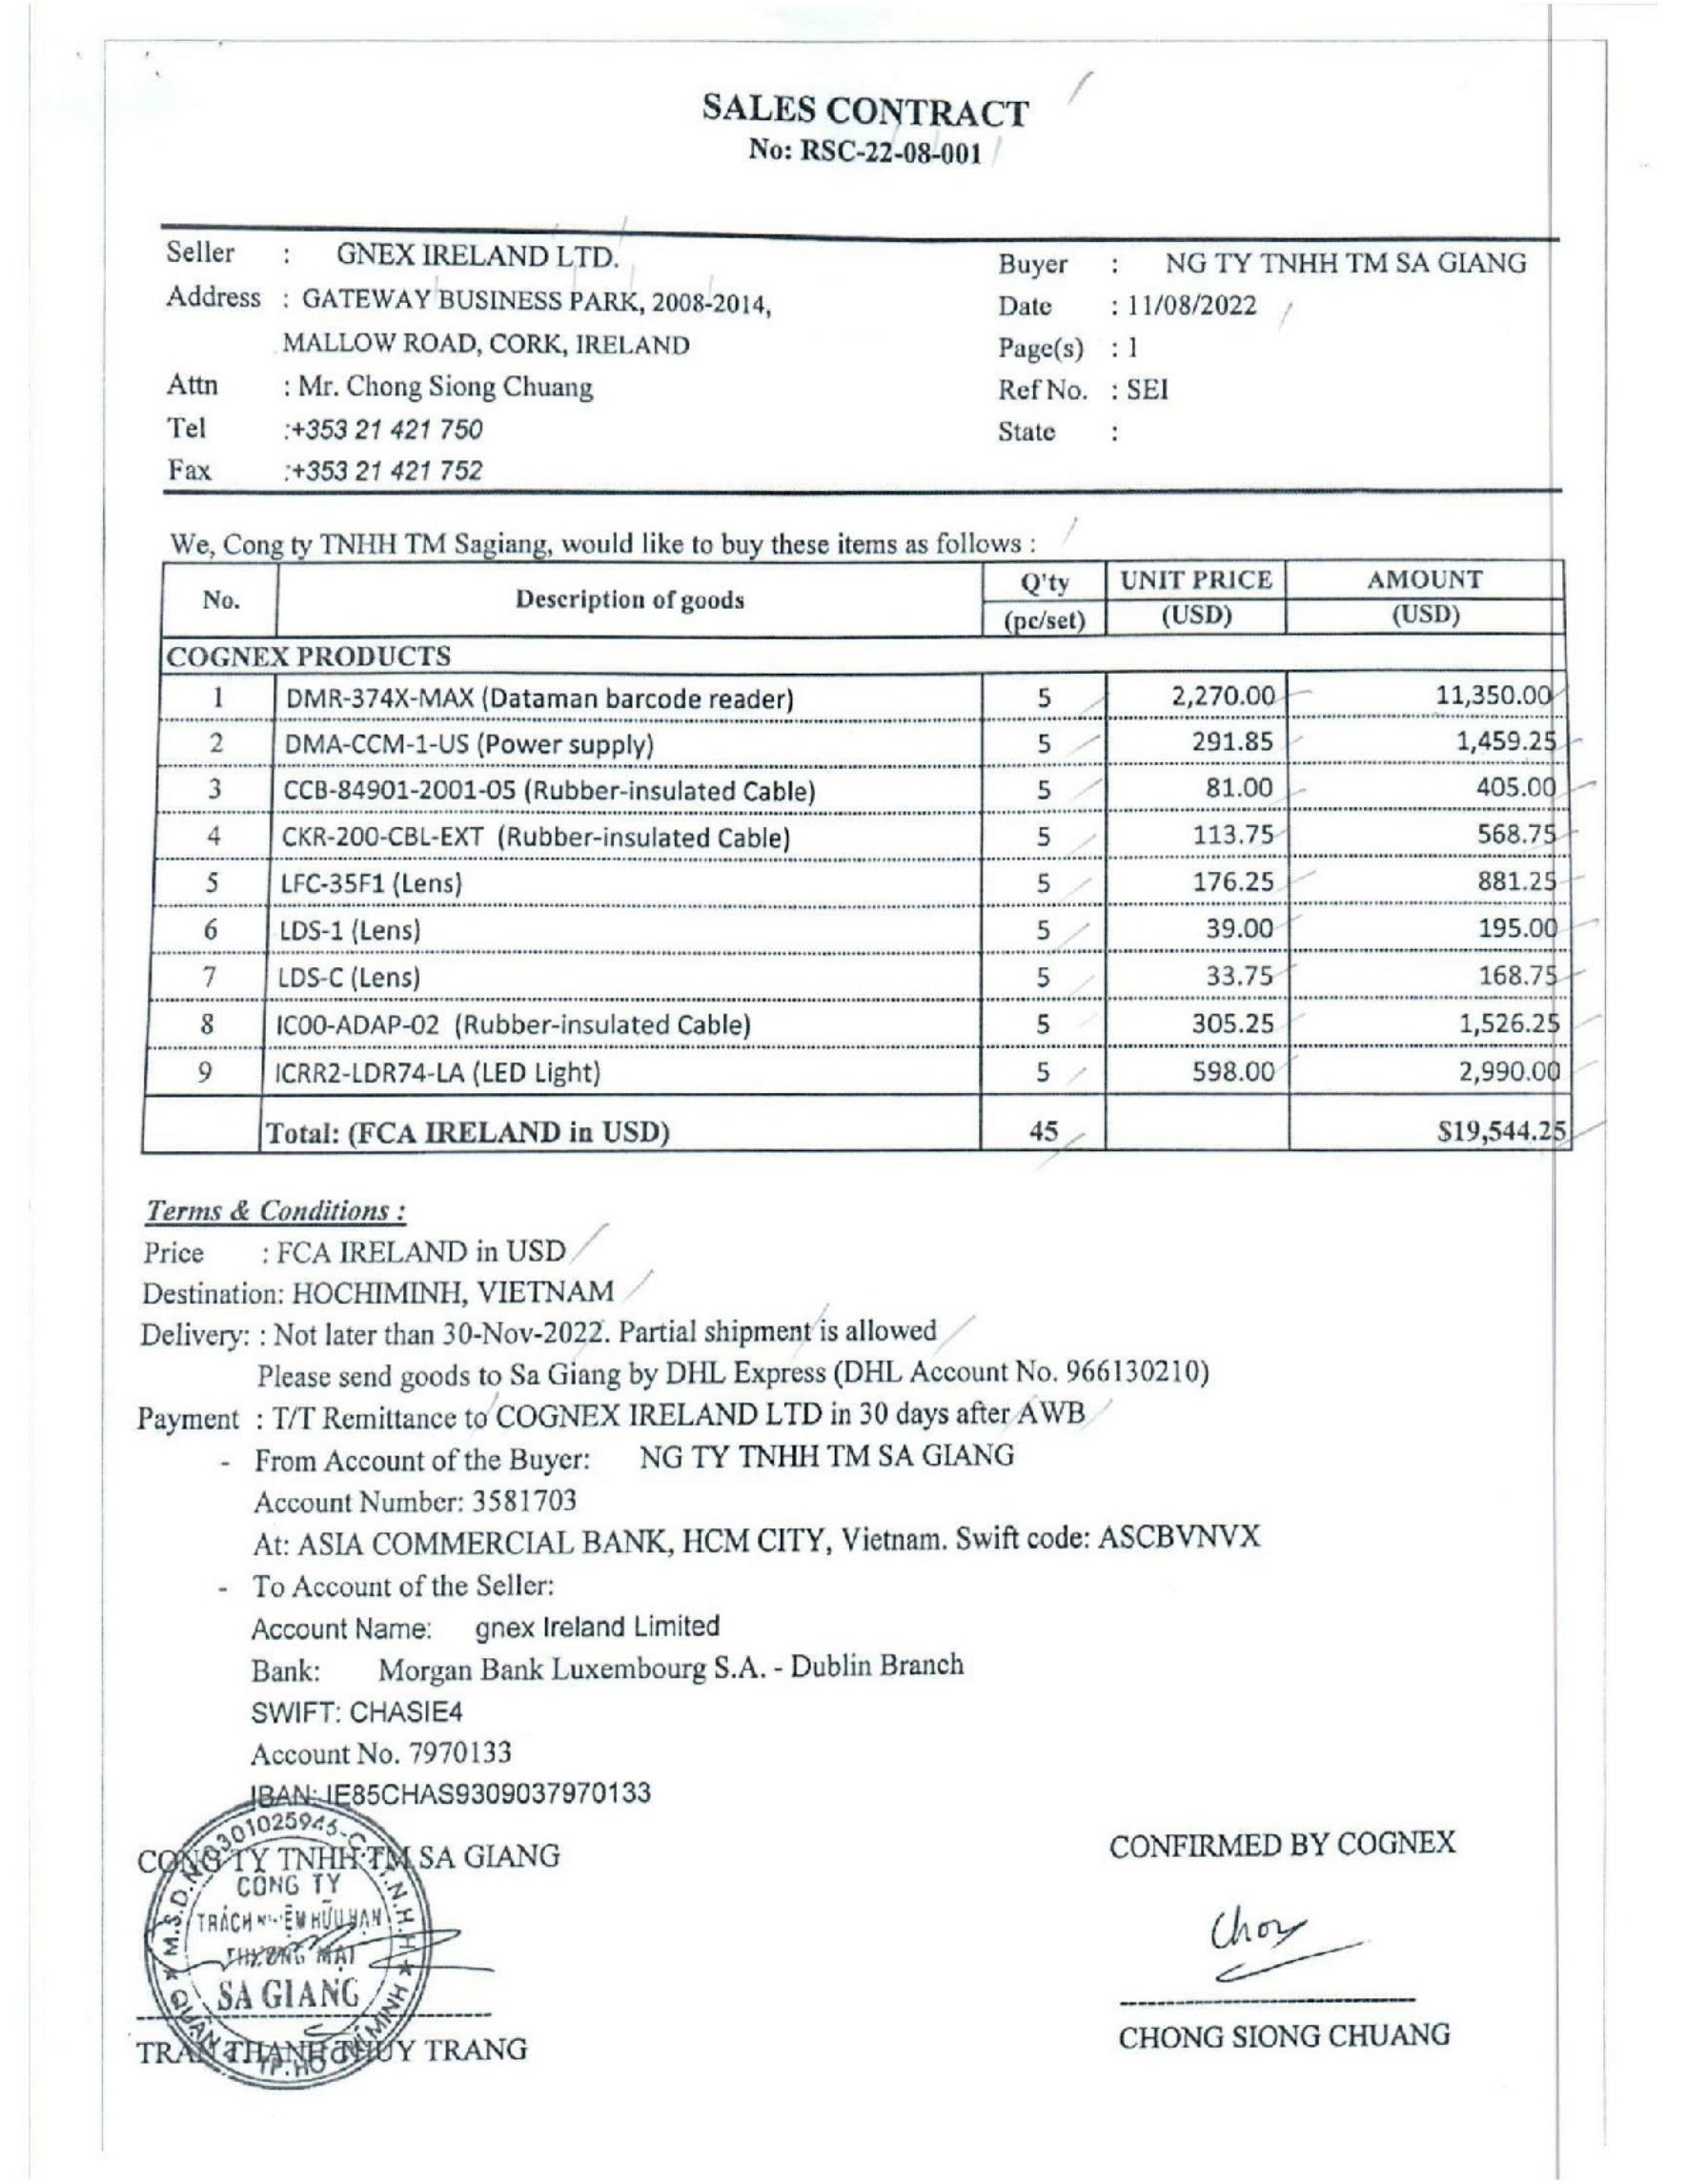 SALES CONTRACT
No: RSC-22-08-001
Seller : GNEX IRELAND LTD.
Address : GATEWAY BUSINESS PARK, 2008-2014,
MALLOW ROAD, CORK, IRELAND
Attn : Mr. Chong Siong Chuang
Tel :+353 21 421 750
Fax :+353 21 421 752
Buyer : NG TY TNHH TM SA GIANG
Date : 11/08/2022
Page(s) : 1
Ref No. : SEI
State :
We, Cong ty TNHH TM Sagiang, would like to buy these items as follows :
No. Description of goods Q'ty (pc/set) UNIT PRICE (USD) AMOUNT (USD)
COGNEX PRODUCTS
1 DMR-374X-MAX (Dataman barcode reader) 5 2,270.00 11,350.00
2 DMA-CCM-1-US (Power supply) 5 291.85 1,459.25
3 CCB-84901-2001-05 (Rubber-insulated Cable) 5 81.00 405.00
4 CKR-200-CBL-EXT (Rubber-insulated Cable) 5 113.75 568.75
5 LFC-35F1 (Lens) 5 176.25 881.25
6 LDS-1 (Lens) 5 39.00 195.00
7 LDS-C (Lens) 5 33.75 168.75
8 IC00-ADAP-02 (Rubber-insulated Cable) 5 305.25 1,526.25
9 ICRR2-LDR74-LA (LED Light) 5 598.00 2,990.00
Total: (FCA IRELAND in USD) 45 $19,544.25
Terms & Conditions :
Price : FCA IRELAND in USD
Destination: HOCHIMINH, VIETNAM
Delivery: : Not later than 30-Nov-2022. Partial shipment is allowed
Please send goods to Sa Giang by DHL Express (DHL Account No. 966130210)
Payment : T/T Remittance to COGNEX IRELAND LTD in 30 days after AWB
- From Account of the Buyer: NG TY TNHH TM SA GIANG
Account Number: 3581703
At: ASIA COMMERCIAL BANK, HCM CITY, Vietnam. Swift code: ASCBVNVX
- To Account of the Seller:
Account Name: gnex Ireland Limited
Bank: Morgan Bank Luxembourg S.A. - Dublin Branch
SWIFT: CHASIE4
Account No. 7970133
IBAN: IE85CHAS9309037970133
CONG TY TNHH TM SA GIANG
M.S.D.N:0301025945-C.T.T.N.H.H
CÔNG TY
TRÁCH NHIỆM HỮU HẠN
THƯƠNG MẠI
SA GIANG
TP. HỒ CHÍ MINH
TRAN THANH THUY TRANG
CONFIRMED BY COGNEX
Chong
CHONG SIONG CHUANG